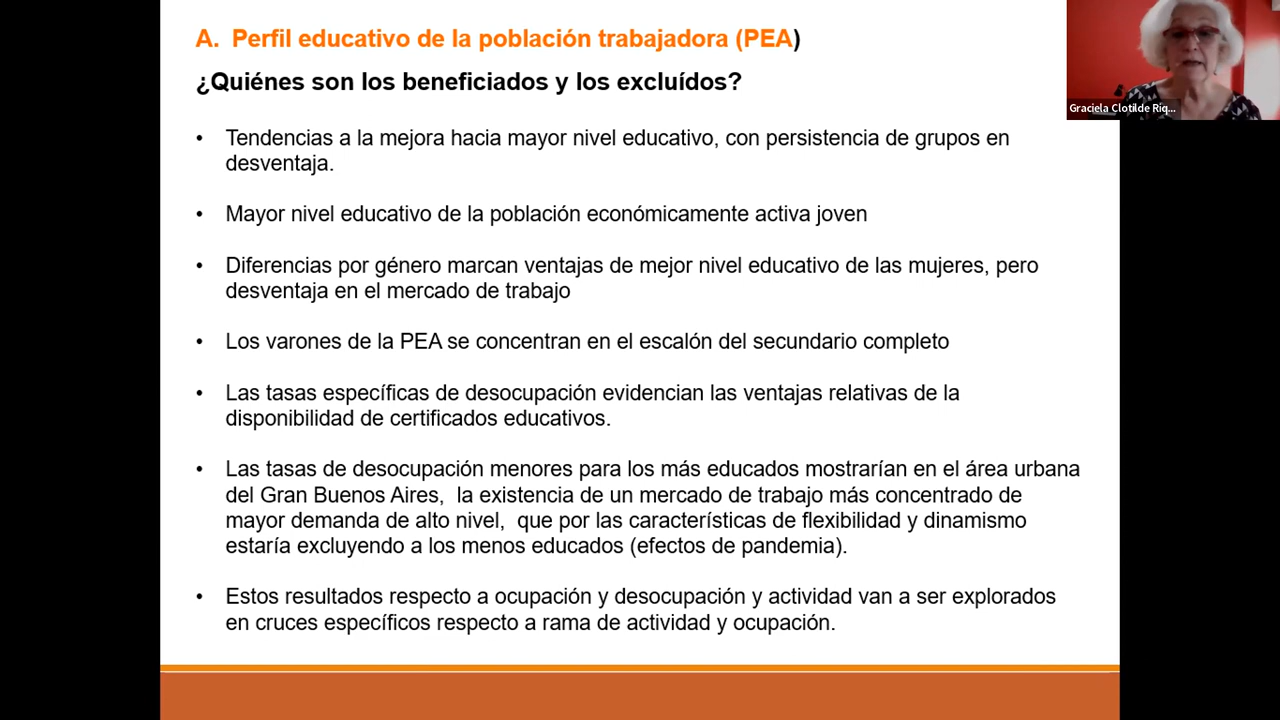 A. Perfil educativo de la población trabajadora (PEA)
¿Quiénes son los beneficiados y los excluídos?
• Tendencias a la mejora hacia mayor nivel educativo, con persistencia de grupos en
desventaja.
• Mayor nivel educativo de la población económicamente activa joven
• Diferencias por género marcan ventajas de mejor nivel educativo de las mujeres, pero
desventaja en el mercado de trabajo
• Los varones de la PEA se concentran en el escalón del secundario completo
• Las tasas específicas de desocupación evidencian las ventajas relativas de la
disponibilidad de certificados educativos.
• Las tasas de desocupación menores para los más educados mostrarían en el área urbana
del Gran Buenos Aires, la existencia de un mercado de trabajo más concentrado de
mayor demanda de alto nivel, que por las características de flexibilidad y dinamismo
estaría excluyendo a los menos educados (efectos de pandemia).
• Estos resultados respecto a ocupación y desocupación y actividad van a ser explorados
en cruces específicos respecto a rama de actividad y ocupación.
Graciela Clotilde Riq...